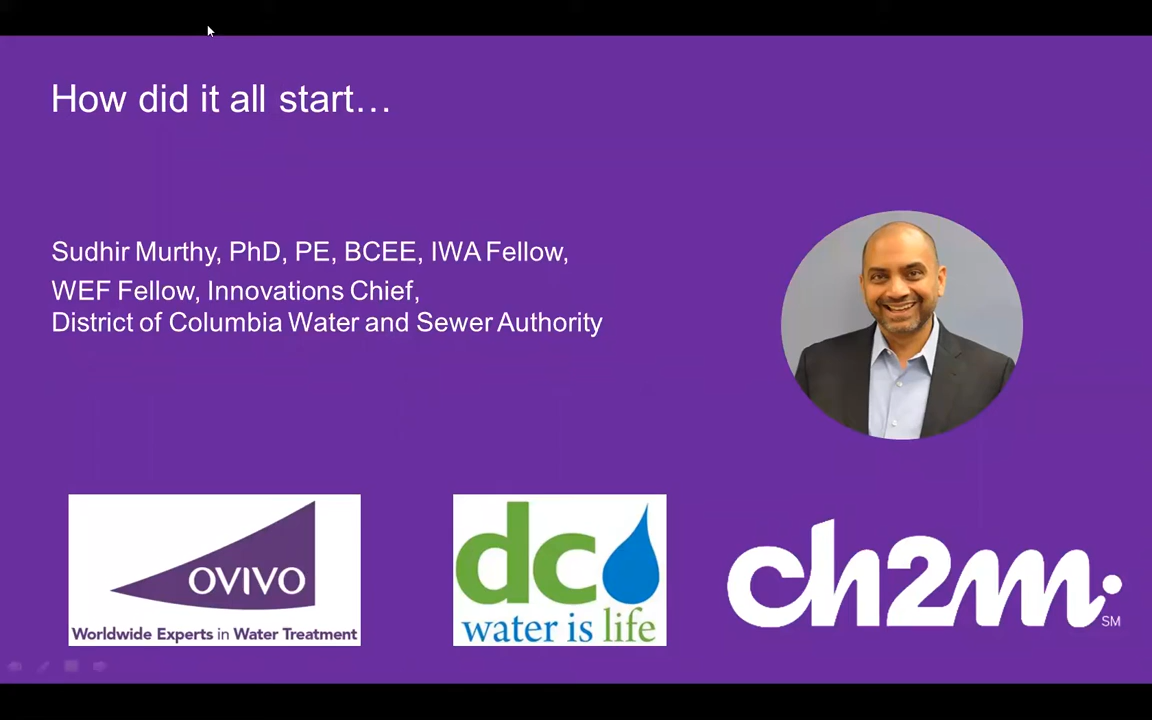 How did it all start…
Sudhir Murthy, PhD, PE, BCEE, IWA Fellow,
WEF Fellow, Innovations Chief,
District of Columbia Water and Sewer Authority
OVIVO
Worldwide Experts in Water Treatment
dc
water is life
ch2m
SM